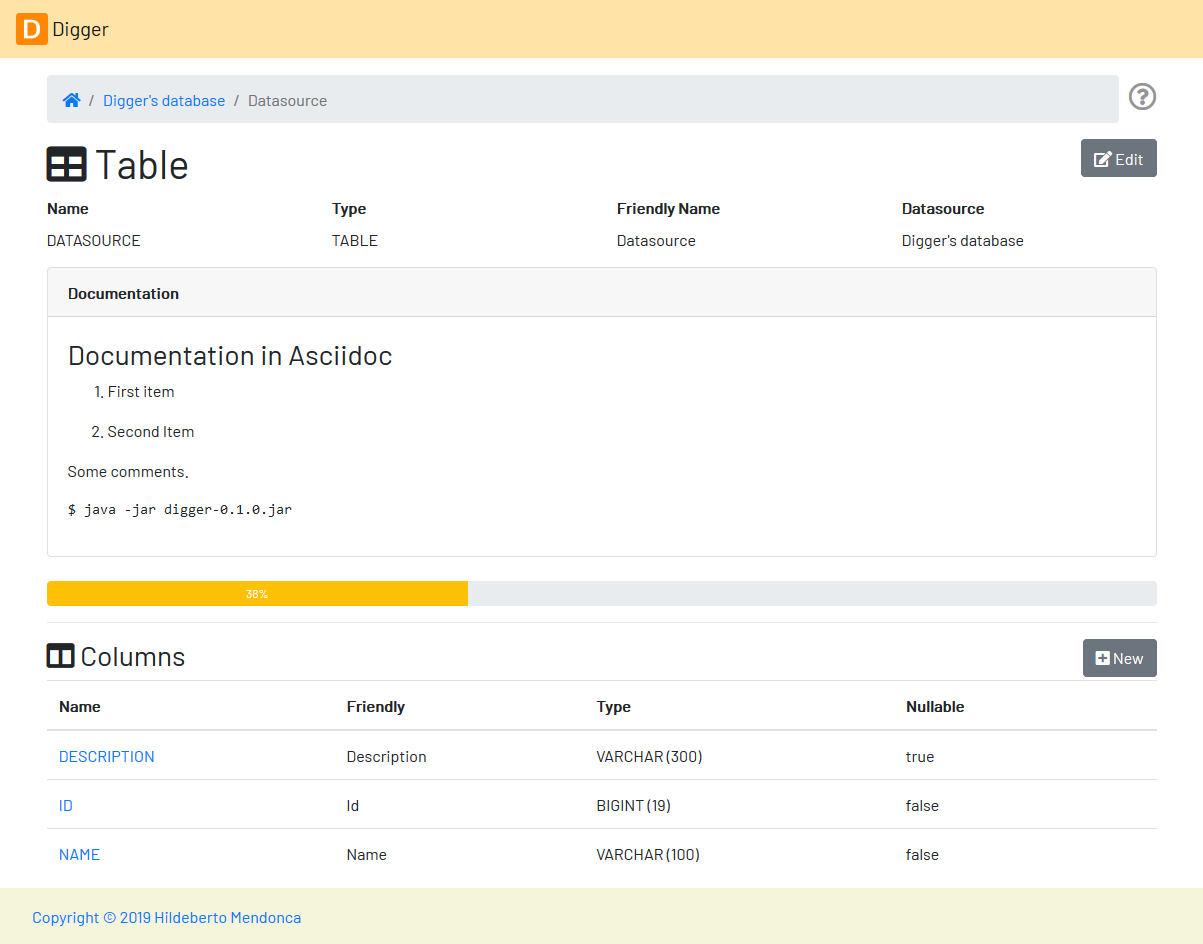 D Digger
/ Digger's database / Datasource ?
Table Edit
Name Type Friendly Name Datasource
DATASOURCE TABLE Datasource Digger's database
Documentation
Documentation in Asciidoc
1. First item
2. Second Item
Some comments.
$ java -jar digger-0.1.0.jar
38%
Columns New
Name Friendly Type Nullable
DESCRIPTION Description VARCHAR (300) true
ID Id BIGINT (19) false
NAME Name VARCHAR (100) false
Copyright © 2019 Hildeberto Mendonca